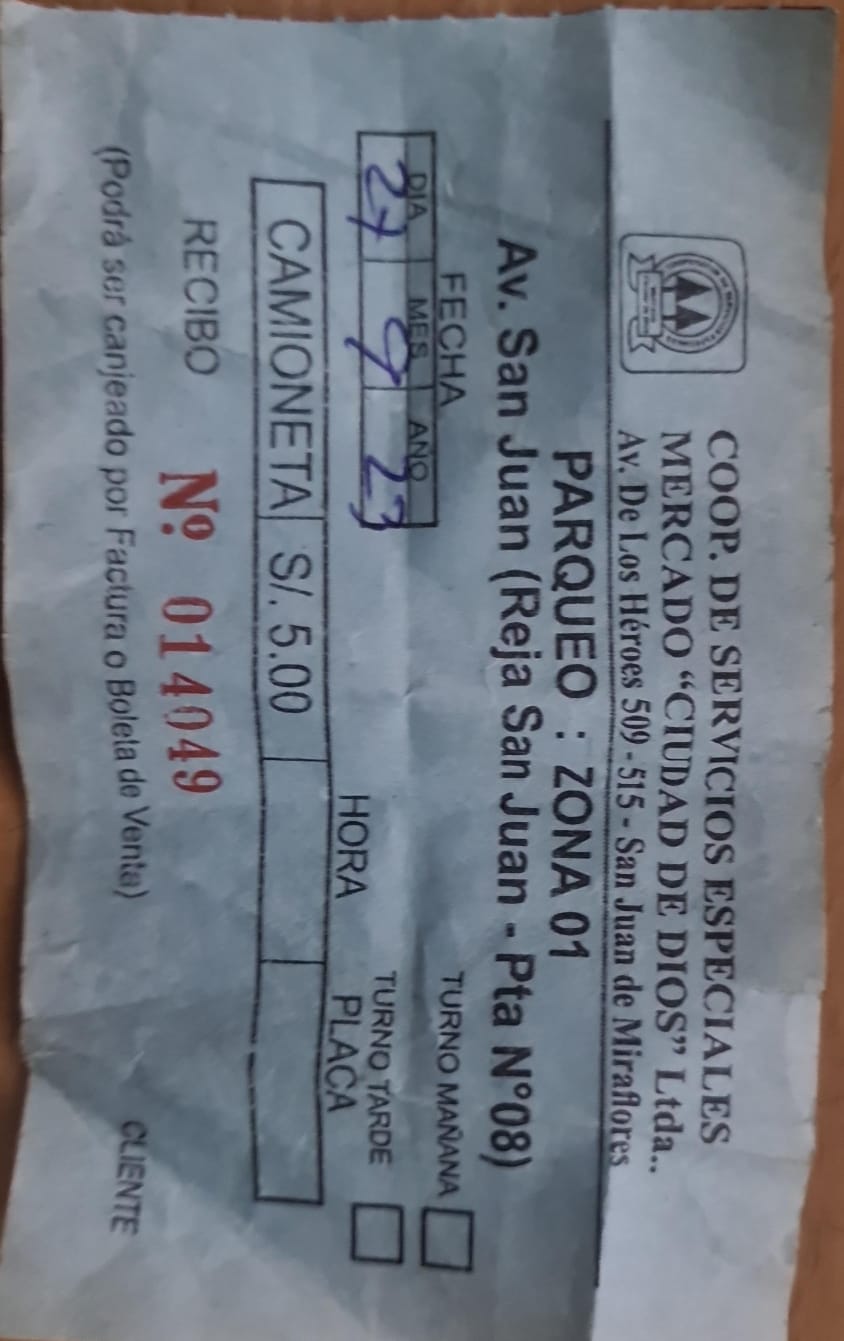 COOP. DE SERVICIOS ESPECIALES
MERCADO “CIUDAD DE DIOS” Ltda..
Av. De Los Héroes 509 - 515 - San Juan de Miraflores
PARQUEO : ZONA 01
Av. San Juan (Reja San Juan - Pta N°08)
FECHA
TURNO MAÑANA
DIA MES AÑO
27 9 23
TURNO TARDE
HORA PLACA
CAMIONETA S/. 5.00
RECIBO Nº 014049
(Podrá ser canjeado por Factura o Boleta de Venta)
CLIENTE